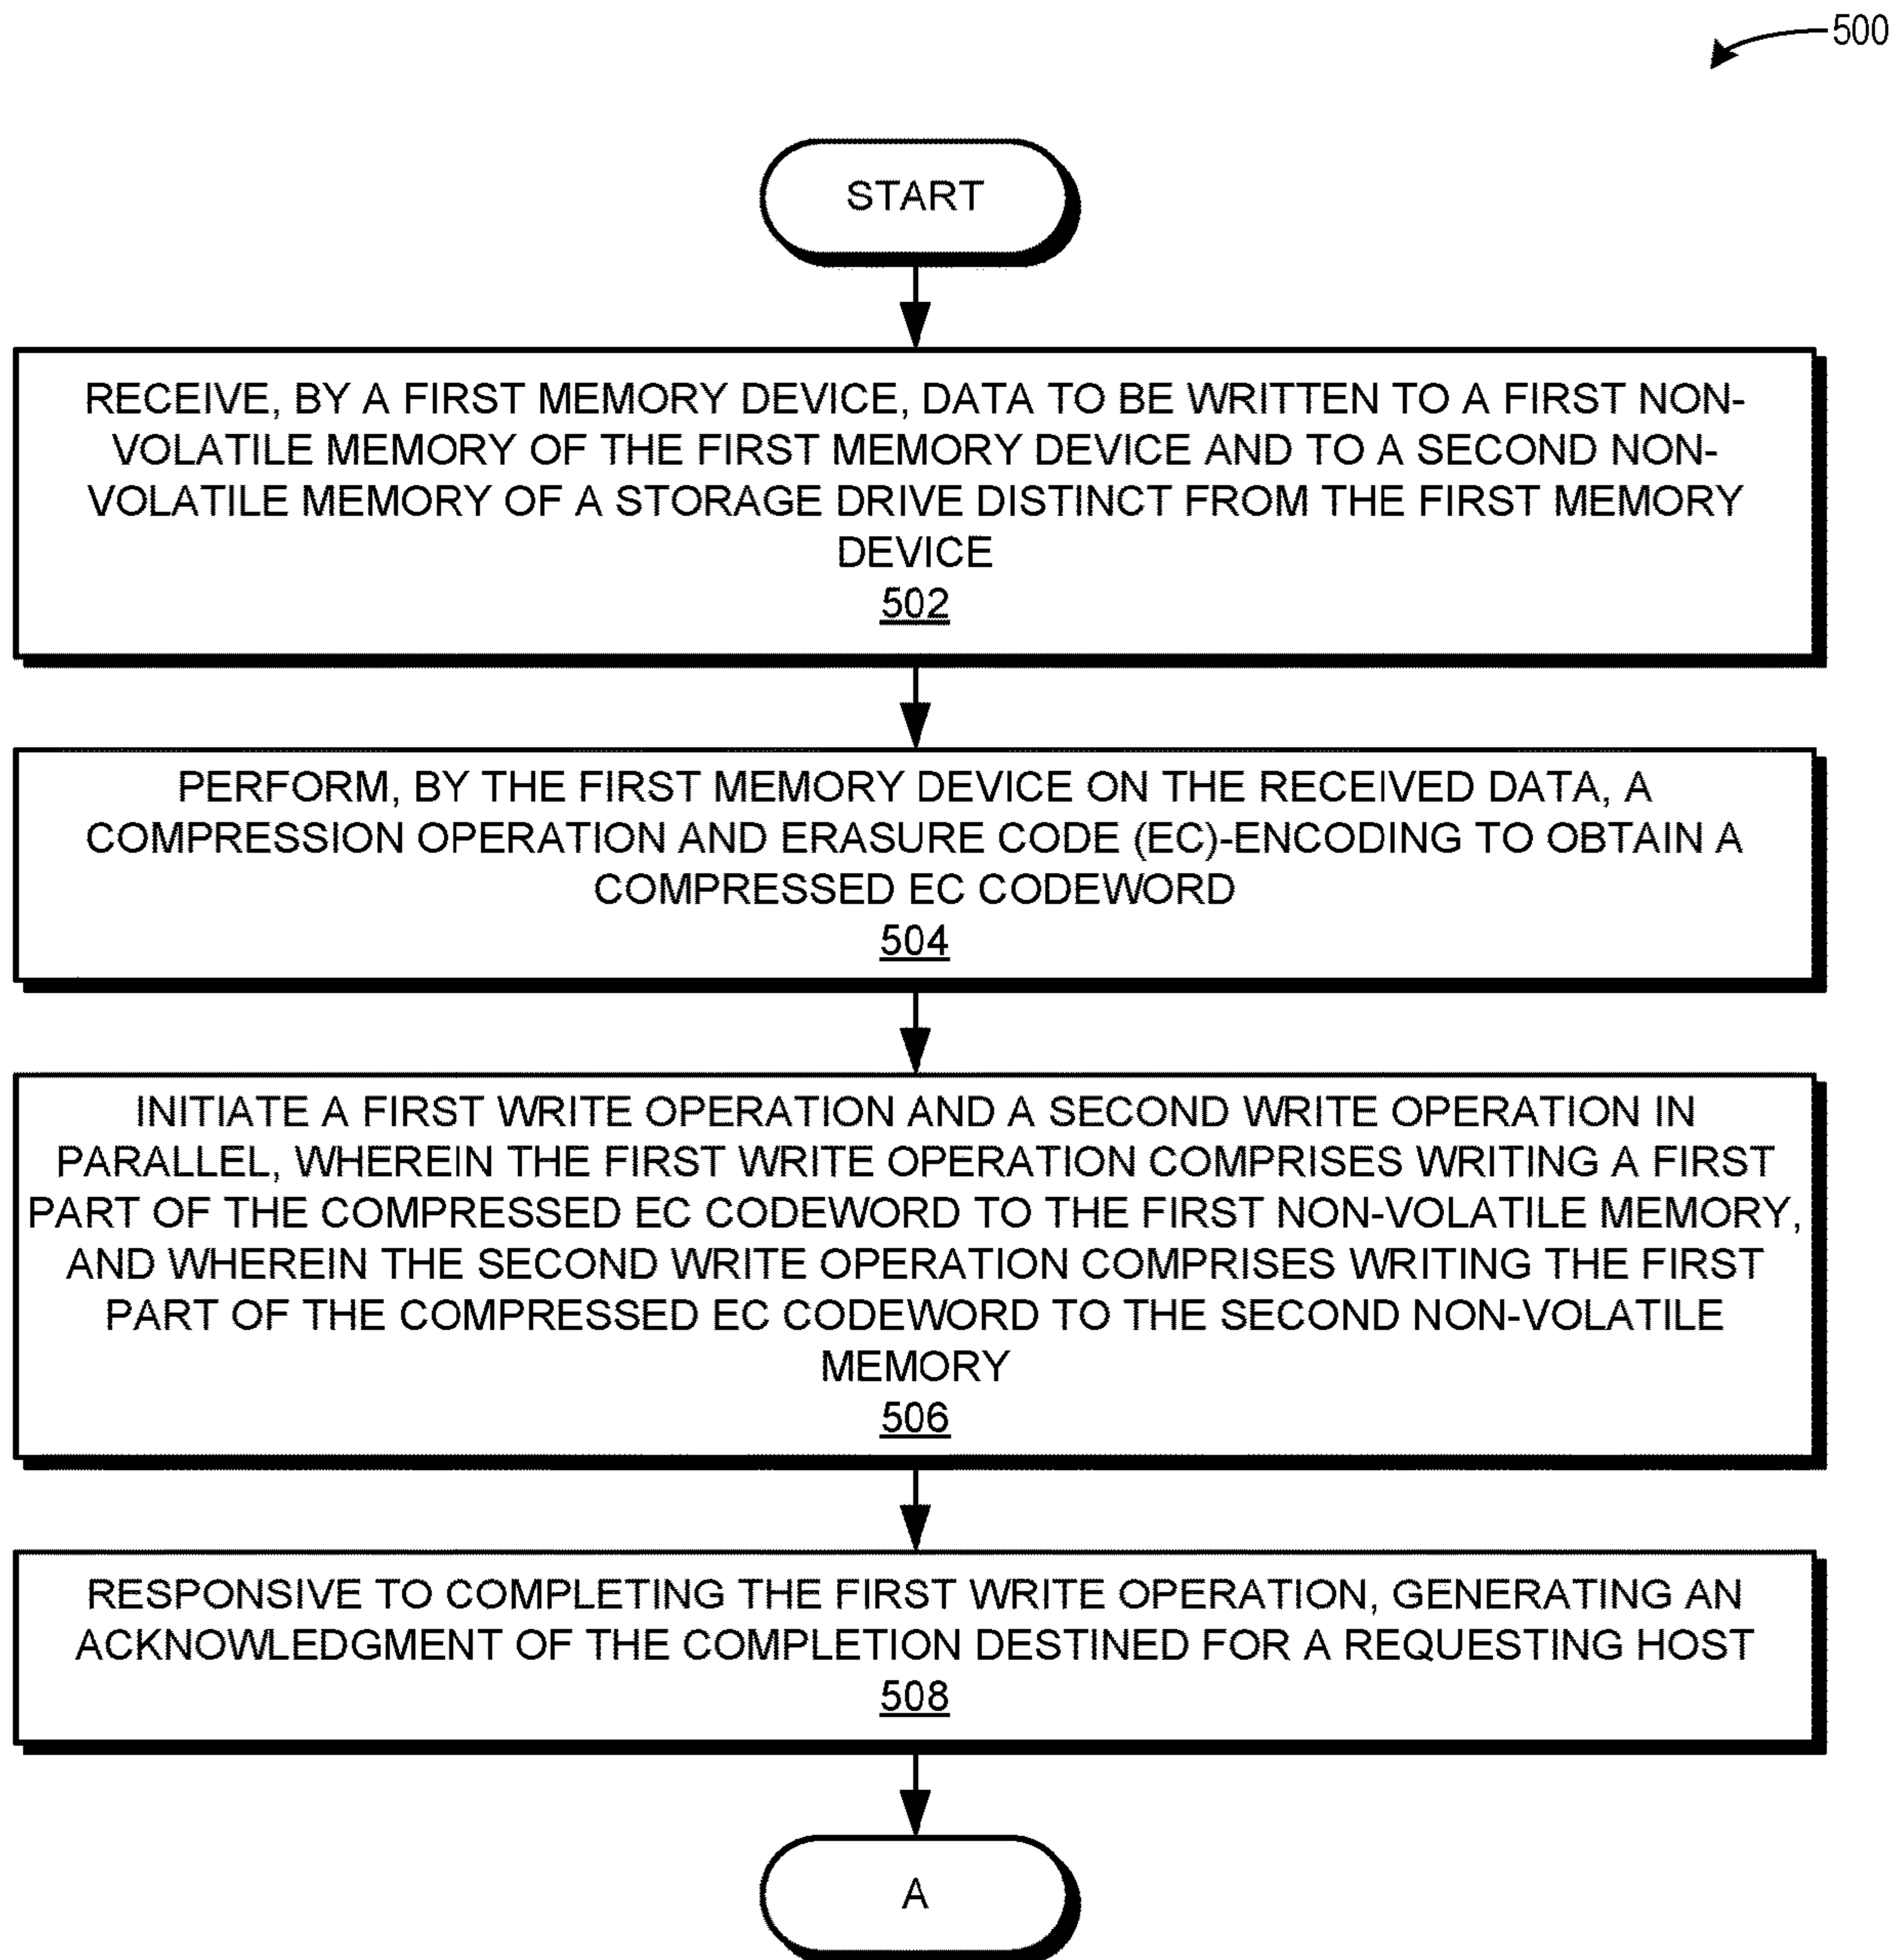 500
START
RECEIVE, BY A FIRST MEMORY DEVICE, DATA TO BE WRITTEN TO A FIRST NON-
VOLATILE MEMORY OF THE FIRST MEMORY DEVICE AND TO A SECOND NON-
VOLATILE MEMORY OF A STORAGE DRIVE DISTINCT FROM THE FIRST MEMORY
DEVICE
502
PERFORM, BY THE FIRST MEMORY DEVICE ON THE RECEIVED DATA, A
COMPRESSION OPERATION AND ERASURE CODE (EC)-ENCODING TO OBTAIN A
COMPRESSED EC CODEWORD
504
INITIATE A FIRST WRITE OPERATION AND A SECOND WRITE OPERATION IN
PARALLEL, WHEREIN THE FIRST WRITE OPERATION COMPRISES WRITING A FIRST
PART OF THE COMPRESSED EC CODEWORD TO THE FIRST NON-VOLATILE MEMORY,
AND WHEREIN THE SECOND WRITE OPERATION COMPRISES WRITING THE FIRST
PART OF THE COMPRESSED EC CODEWORD TO THE SECOND NON-VOLATILE
MEMORY
506
RESPONSIVE TO COMPLETING THE FIRST WRITE OPERATION, GENERATING AN
ACKNOWLEDGMENT OF THE COMPLETION DESTINED FOR A REQUESTING HOST
508
A